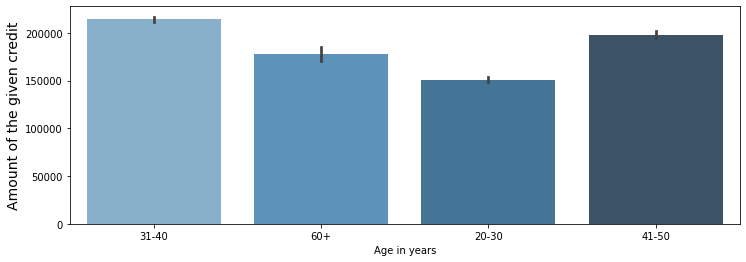 Amount of the given credit
200000
150000
100000
50000
0
31-40 60+ 20-30 41-50
Age in years